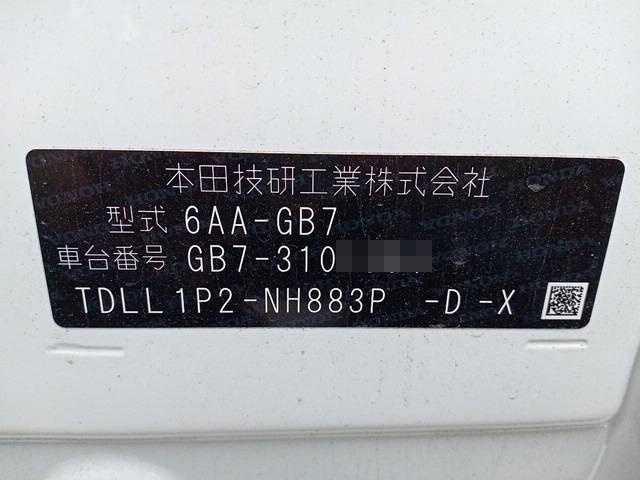 本田技研工業株式会社
型式 6AA-GB7
車台番号 GB7-310
TDLL1P2-NH883P -D -X